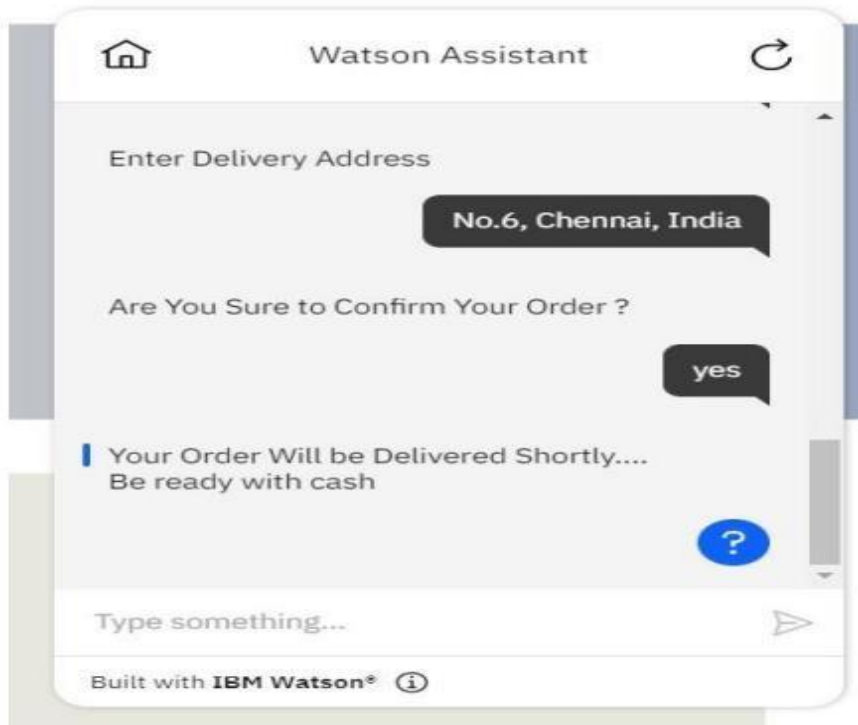 Watson Assistant
Enter Delivery Address
No.6, Chennai, India
Are You Sure to Confirm Your Order ?
yes
Your Order Will be Delivered Shortly....
Be ready with cash
?
Type something...
Built with IBM Watson®